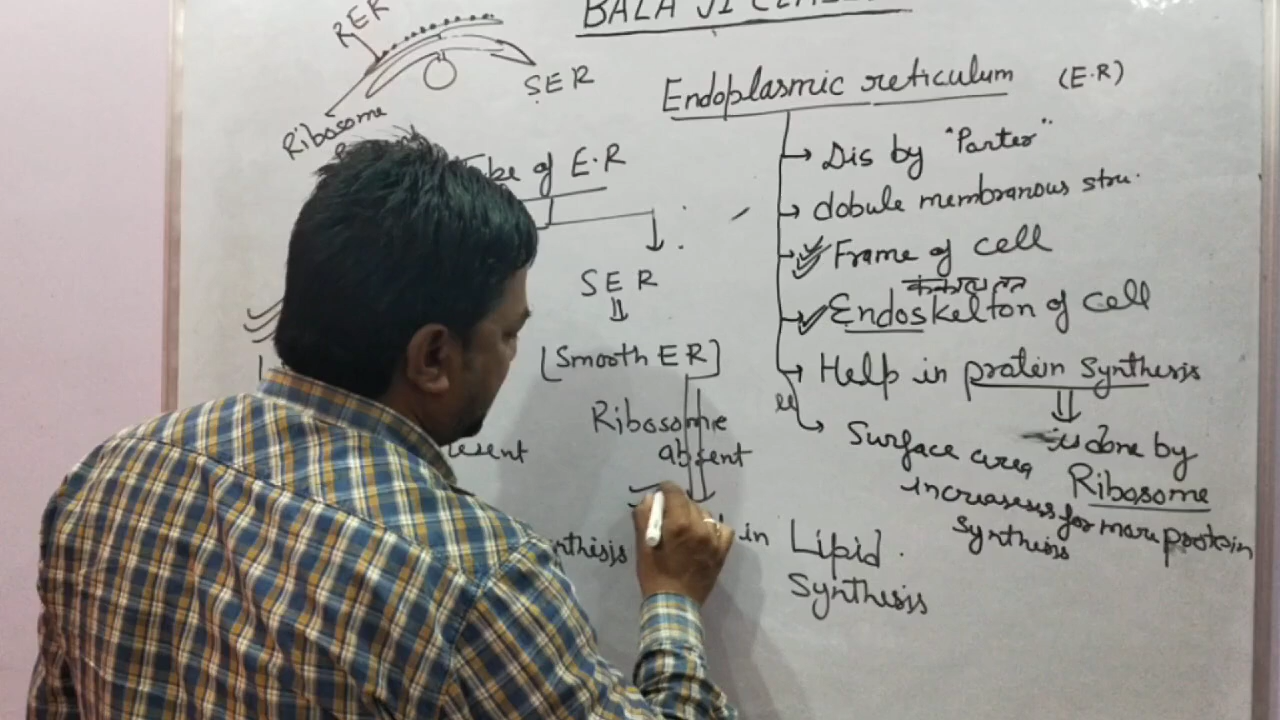 BALA JI
RER
SER
Ribosome
Endoplasmic reticulum (E.R)
of E.R
Dis by "Porter"
dobule membranous stru.
Frame of cell
SER
Endoskelton of cell
[Smooth ER]
Help in protein synthesis
Ribosome
absent
is done by
Ribosome
Surface area
increases for more protein
synthesis
in Lipid.
Synthesis